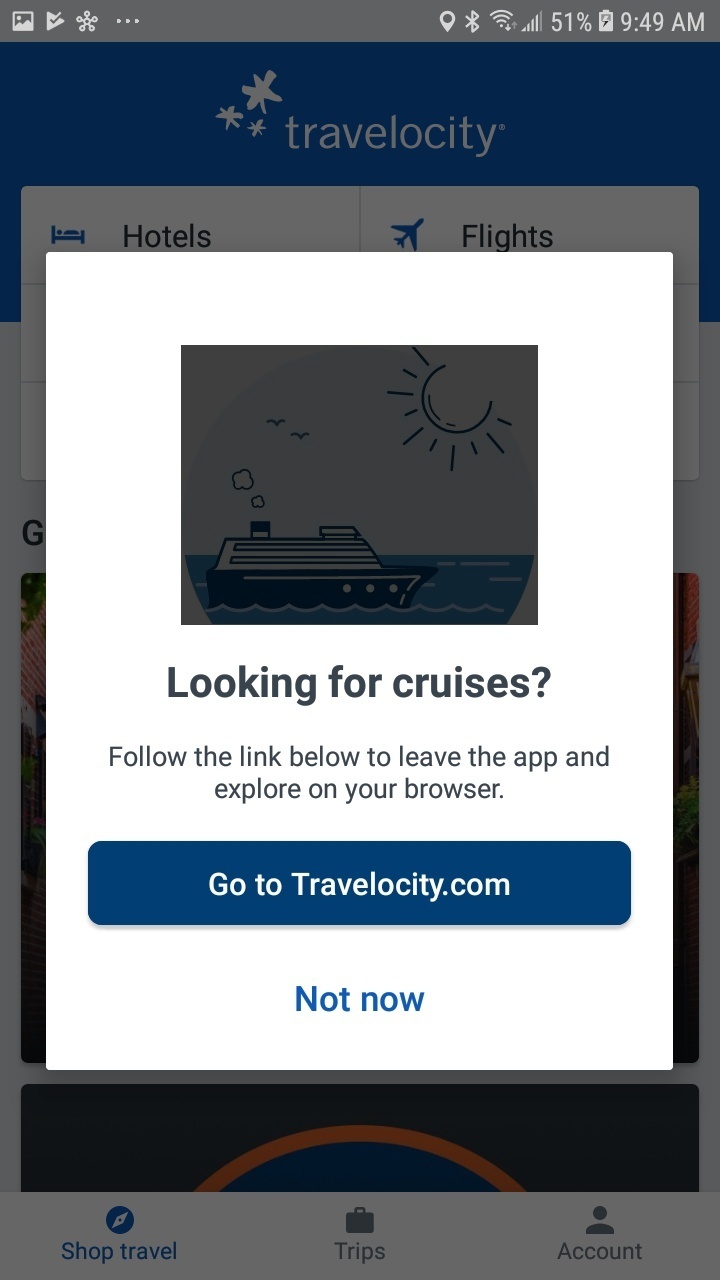 51% 9:49 AM
travelocity
Hotels
Flights
G
Looking for cruises?
Follow the link below to leave the app and
explore on your browser.
Go to Travelocity.com
Not now
Shop travel
Trips
Account